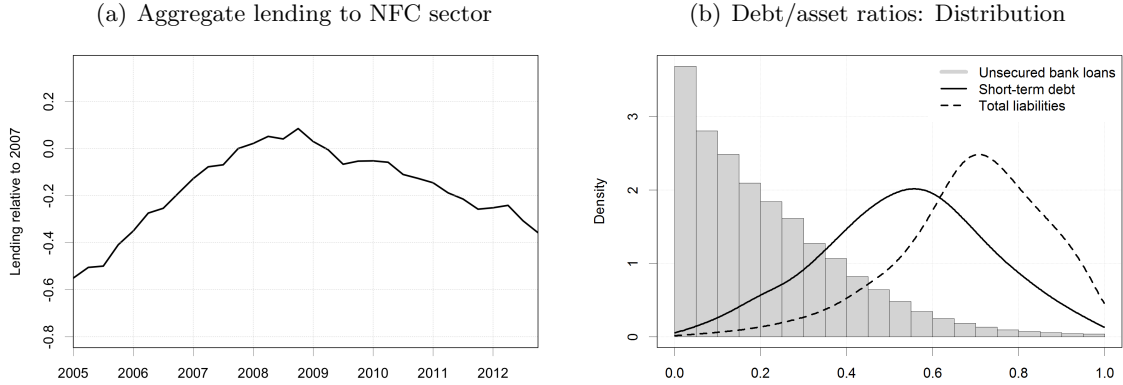 (a) Aggregate lending to NFC sector
Lending relative to 2007
0.2
0.0
-0.2
-0.4
-0.6
-0.8
2005 2006 2007 2008 2009 2010 2011 2012
(b) Debt/asset ratios: Distribution
Unsecured bank loans
Short-term debt
Total liabilities
Density
3
2
1
0
0.0 0.2 0.4 0.6 0.8 1.0